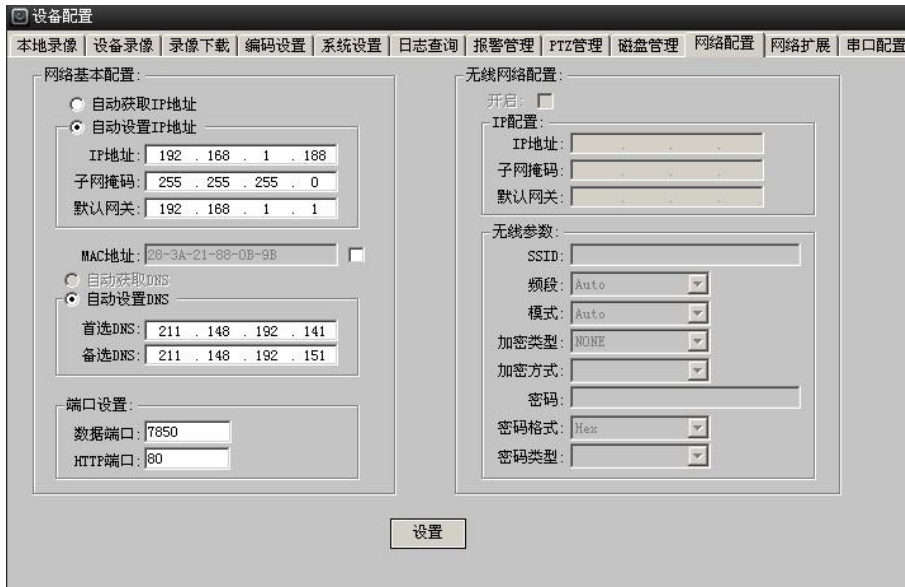 设备配置
本地录像 设备录像 录像下载 编码设置 系统设置 日志查询 报警管理 PTZ管理 磁盘管理 网络配置 网络扩展 串口配置
网络基本配置:
自动获取IP地址
自动设置IP地址
IP地址: 192 . 168 . 1 . 188
子网掩码: 255 . 255 . 255 . 0
默认网关: 192 . 168 . 1 . 1
MAC地址: 28-3A-21-88-0B-9B
自动获取DNS
自动设置DNS
首选DNS: 211 . 148 . 192 . 141
备选DNS: 211 . 148 . 192 . 151
端口设置:
数据端口: 7850
HTTP端口: 80
无线网络配置:
开启:
IP配置:
IP地址: . . .
子网掩码: . . .
默认网关: . . .
无线参数:
SSID:
频段: Auto
模式: Auto
加密类型: NONE
加密方式:
密码:
密码格式: Hex
密码类型:
设置